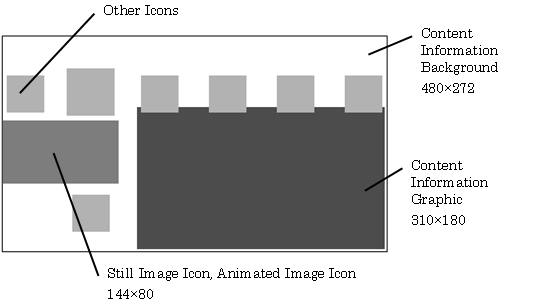 Other Icons
Content
Information
Background
480×272
Content
Information
Graphic
310×180
Still Image Icon, Animated Image Icon
144×80